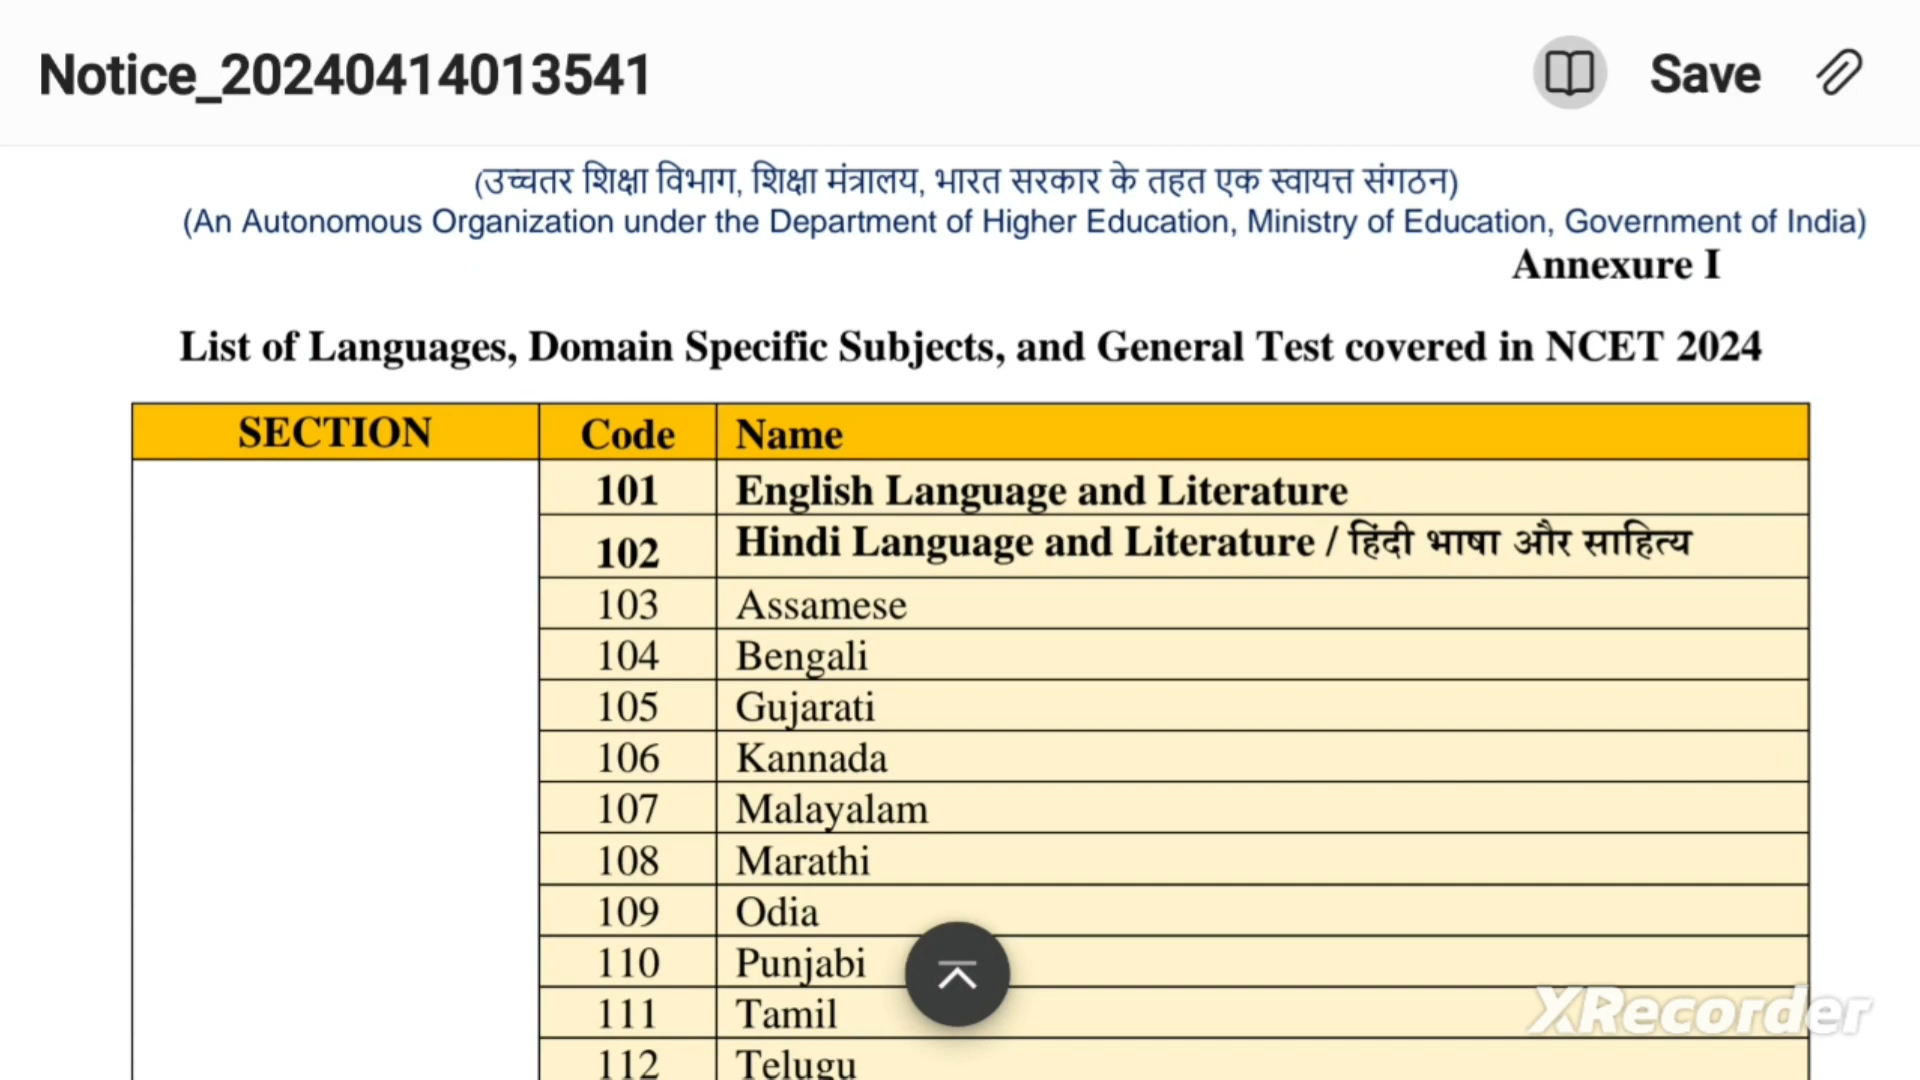 Notice_20240414013541
Save
(उच्चतर शिक्षा विभाग, शिक्षा मंत्रालय, भारत सरकार के तहत एक स्वायत्त संगठन)
(An Autonomous Organization under the Department of Higher Education, Ministry of Education, Government of India)
Annexure I
List of Languages, Domain Specific Subjects, and General Test covered in NCET 2024
SECTION Code Name
101 English Language and Literature
102 Hindi Language and Literature / हिंदी भाषा और साहित्य
103 Assamese
104 Bengali
105 Gujarati
106 Kannada
107 Malayalam
108 Marathi
109 Odia
110 Punjabi
111 Tamil
112 Telugu
XRecorder